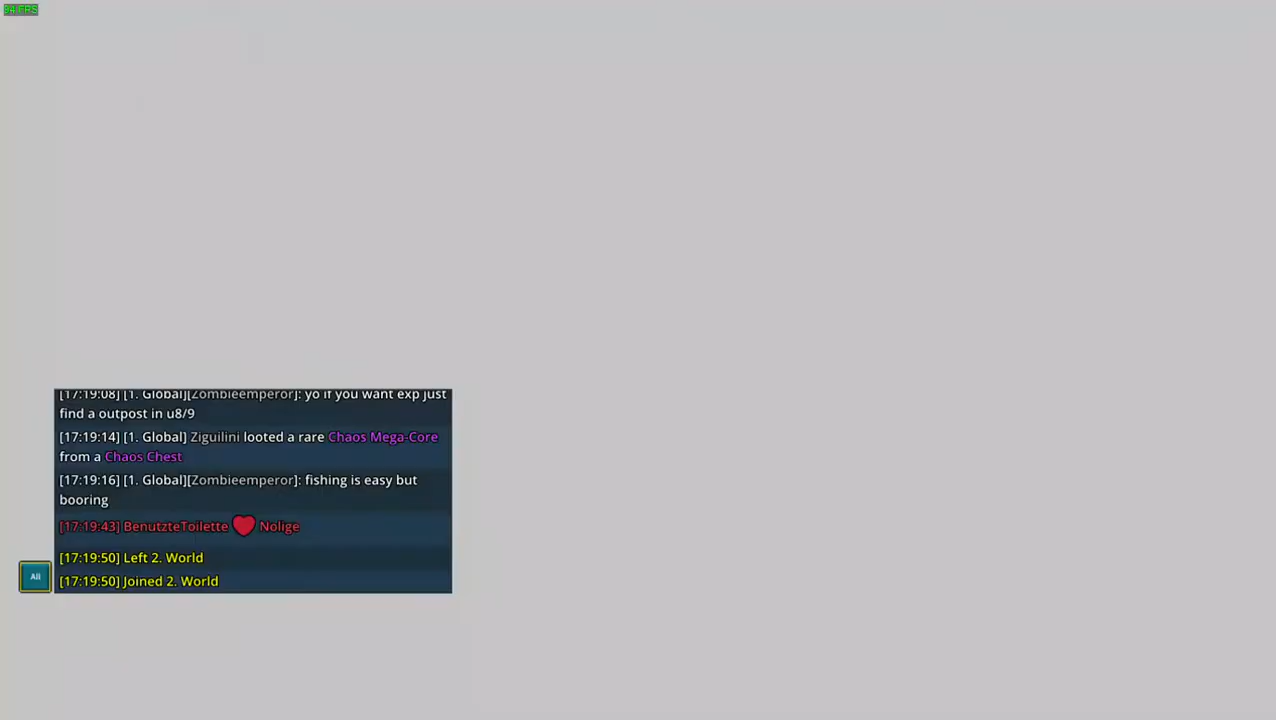 94 FPS
[17:19:08] [1. Global][Zombieemperor]: yo if you want exp just
find a outpost in u8/9
[17:19:14] [1. Global] Ziguilini looted a rare Chaos Mega-Core
from a Chaos Chest
[17:19:16] [1. Global][Zombieemperor]: fishing is easy but
booring
[17:19:43] BenutzteToilette ❤ Nolige
[17:19:50] Left 2. World
All
[17:19:50] Joined 2. World